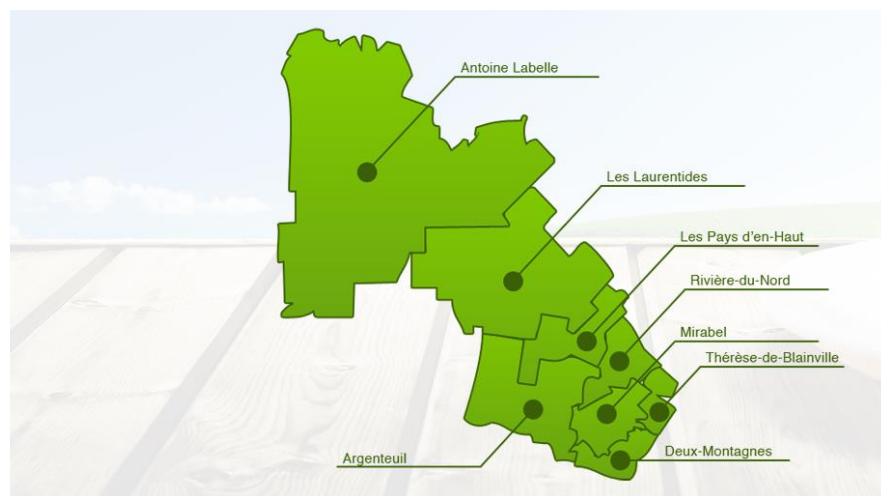 Antoine Labelle
Les Laurentides
Les Pays d'en-Haut
Rivière-du-Nord
Mirabel
Thérèse-de-Blainville
Argenteuil
Deux-Montagnes